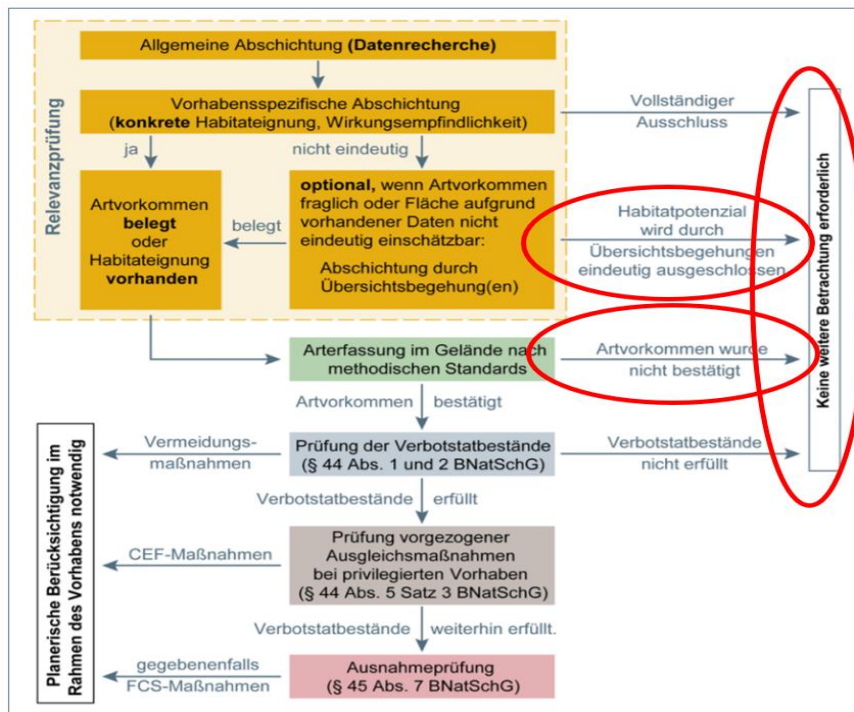 Relevanzprüfung
Allgemeine Abschichtung (Datenrecherche)
Vorhabensspezifische Abschichtung
(konkrete Habitateignung, Wirkungsempfindlichkeit)
Vollständiger
Ausschluss
ja
nicht eindeutig
Artvorkommen
belegt
oder
Habitateignung
vorhanden
belegt
optional, wenn Artvorkommen
fraglich oder Fläche aufgrund
vorhandener Daten nicht
eindeutig einschätzbar:
Abschichtung durch
Übersichtsbegehung(en)
Habitatpotenzial
wird durch
Übersichtsbegehungen
eindeutig ausgeschlossen
Keine weitere Betrachtung erforderlich
Arterfassung im Gelände nach
methodischen Standards
Artvorkommen wurde
nicht bestätigt
Artvorkommen bestätigt
Planerische Berücksichtigung im
Rahmen des Vorhabens notwendig
Vermeidungs-
maßnahmen
Prüfung der Verbotstatbestände
(§ 44 Abs. 1 und 2 BNatSchG)
Verbotstatbestände
nicht erfüllt
Verbotstatbestände erfüllt
CEF-Maßnahmen
Prüfung vorgezogener
Ausgleichsmaßnahmen
bei privilegierten Vorhaben
(§ 44 Abs. 5 Satz 3 BNatSchG)
Verbotstatbestände weiterhin erfüllt.
gegebenenfalls
FCS-Maßnahmen
Ausnahmeprüfung
(§ 45 Abs. 7 BNatSchG)